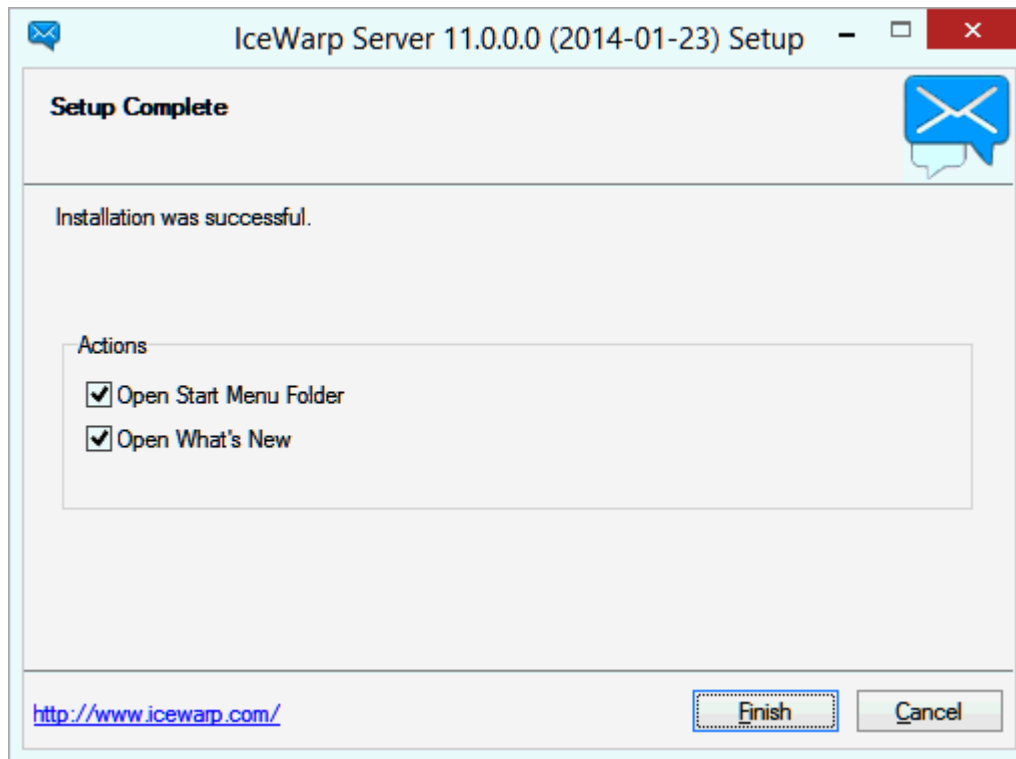 IceWarp Server 11.0.0.0 (2014-01-23) Setup
Setup Complete
Installation was successful.
Actions
Open Start Menu Folder
Open What's New
http://www.icewarp.com/
Finish
Cancel